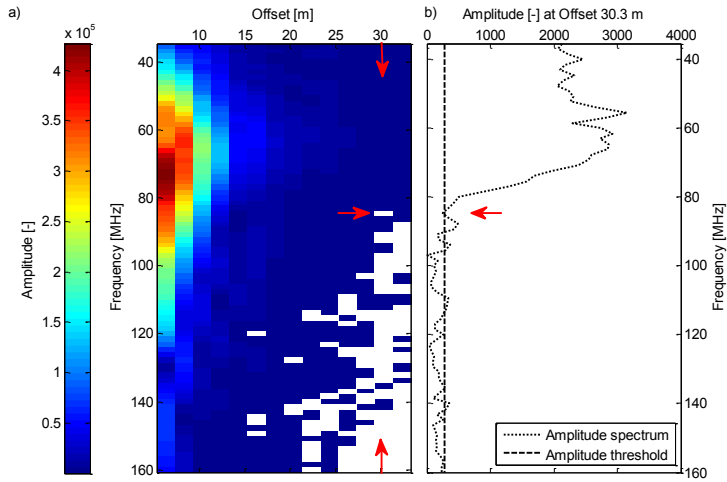 a)
x 10⁵
4
3.5
3
2.5
2
1.5
1
0.5
Amplitude [-]
Offset [m]
10 15 20 25 30
40
60
80
100
120
140
160
Frequency [MHz]
b)
Amplitude [-] at Offset 30.3 m
0 1000 2000 3000 4000
40
60
80
100
120
140
160
Frequency [MHz]
Amplitude spectrum
Amplitude threshold